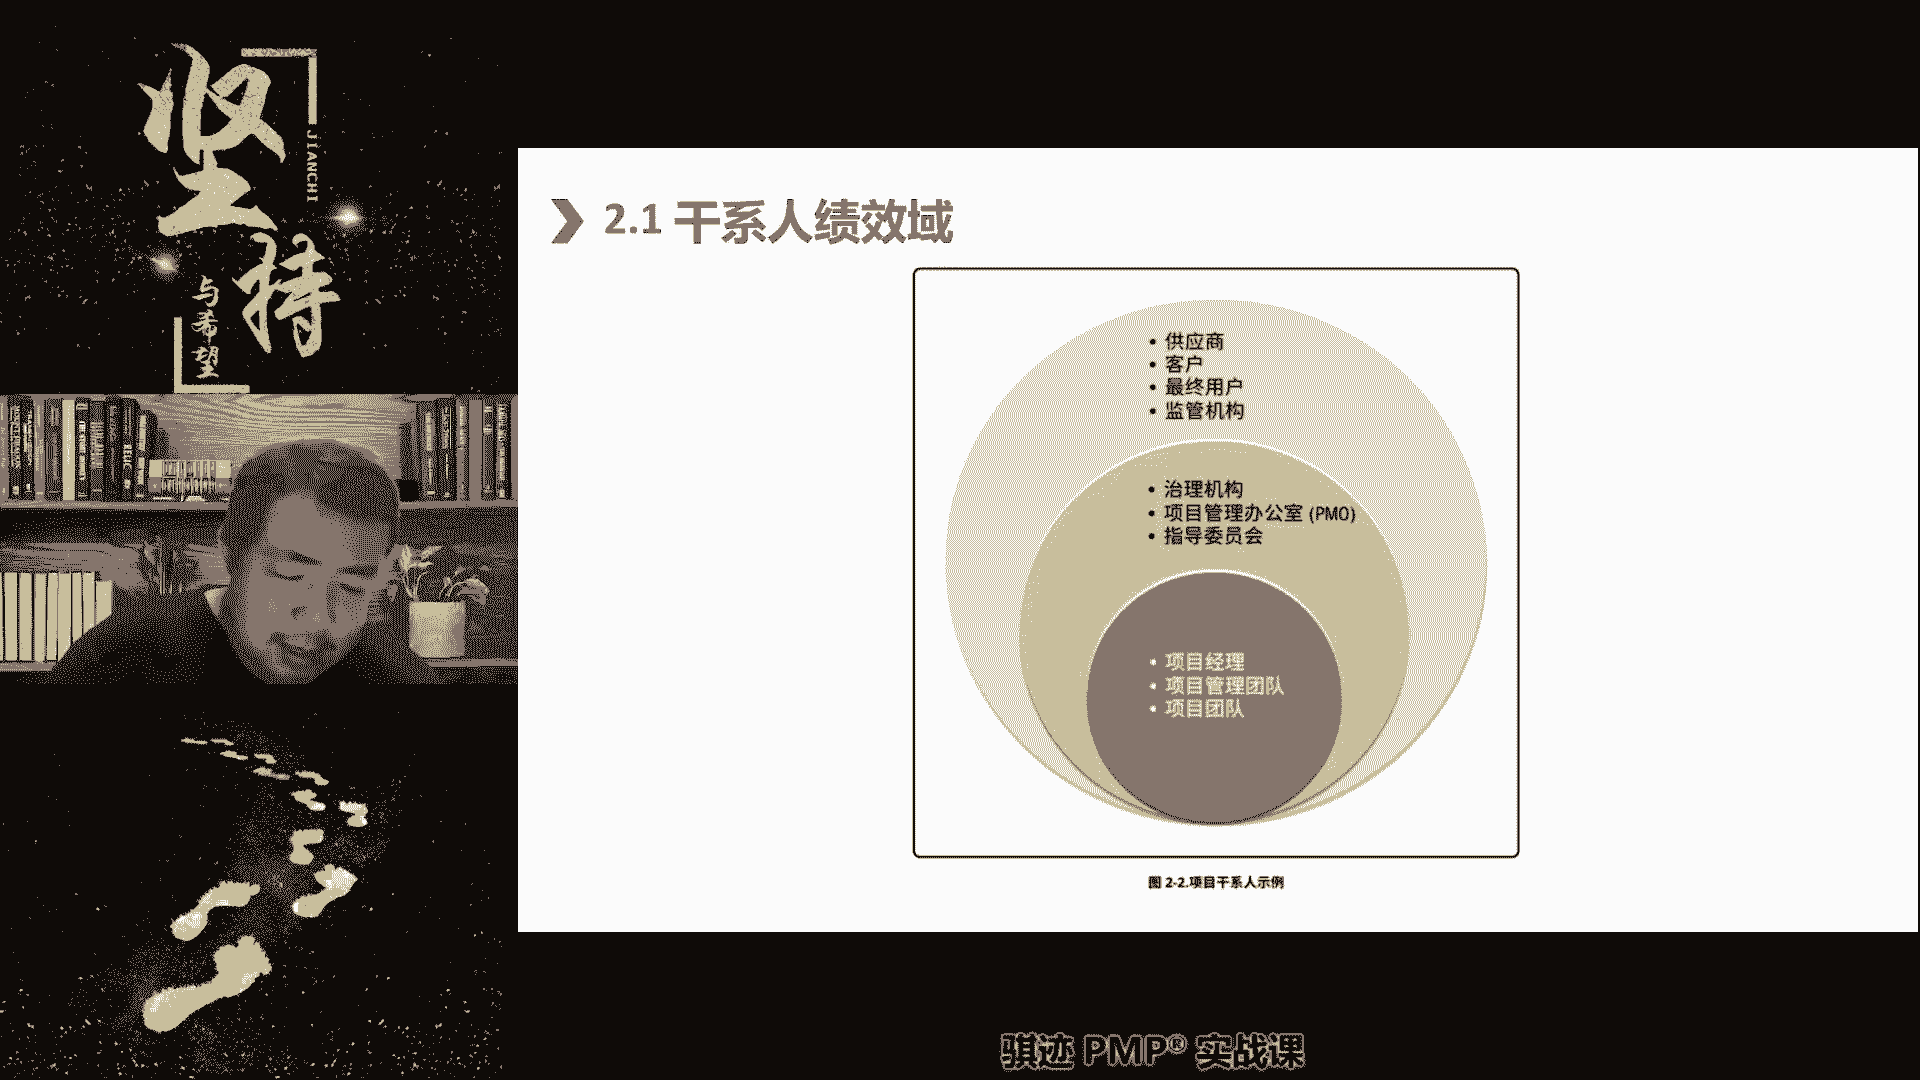 坚持
JIANCHI
与希望
2.1 干系人绩效域
• 供应商
• 客户
• 最终用户
• 监管机构
• 治理机构
• 项目管理办公室 (PMO)
• 指导委员会
• 项目经理
• 项目管理团队
• 项目团队
图 2-2.项目干系人示例
骐迹 PMP® 实战课